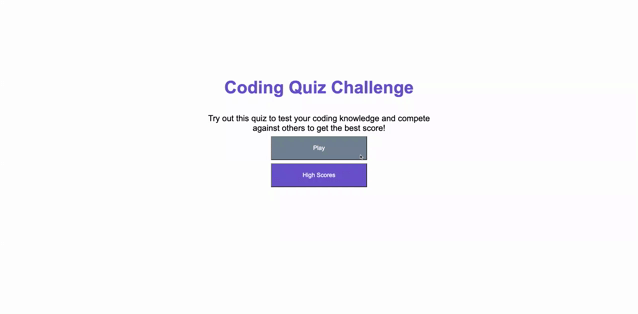 Coding Quiz Challenge
Try out this quiz to test your coding knowledge and compete
against others to get the best score!
Play
High Scores